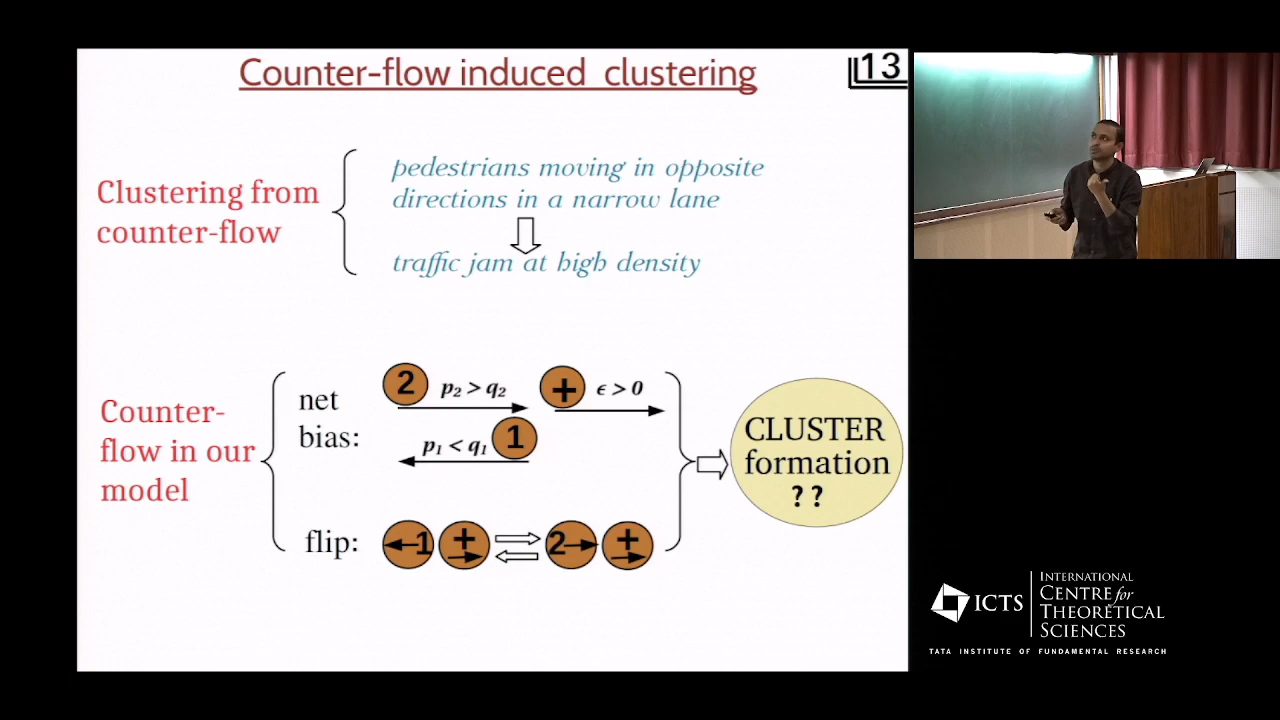 Counter-flow induced clustering
13
Clustering from
counter-flow
pedestrians moving in opposite
directions in a narrow lane
traffic jam at high density
Counter-
flow in our
model
net
bias:
2 p₂ > q₂ + ϵ > 0
p₁ < q₁ 1
flip: 1 + 2 +
CLUSTER
formation
? ?
ICTS
INTERNATIONAL
CENTRE for
THEORETICAL
SCIENCES
TATA INSTITUTE OF FUNDAMENTAL RESEARCH